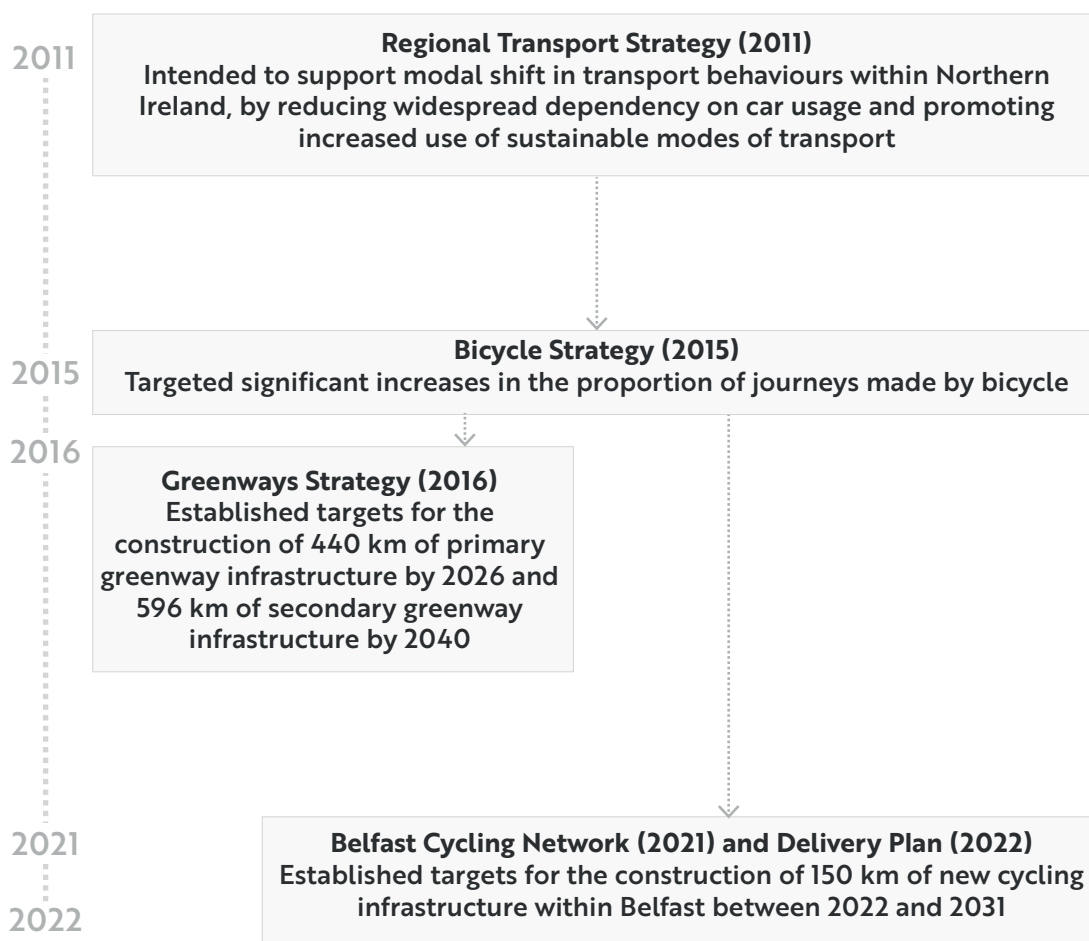 2011
Regional Transport Strategy (2011)
Intended to support modal shift in transport behaviours within Northern
Ireland, by reducing widespread dependency on car usage and promoting
increased use of sustainable modes of transport
2015
Bicycle Strategy (2015)
Targeted significant increases in the proportion of journeys made by bicycle
2016
Greenways Strategy (2016)
Established targets for the
construction of 440 km of primary
greenway infrastructure by 2026 and
596 km of secondary greenway
infrastructure by 2040
2021
Belfast Cycling Network (2021) and Delivery Plan (2022)
Established targets for the construction of 150 km of new cycling
infrastructure within Belfast between 2022 and 2031
2022